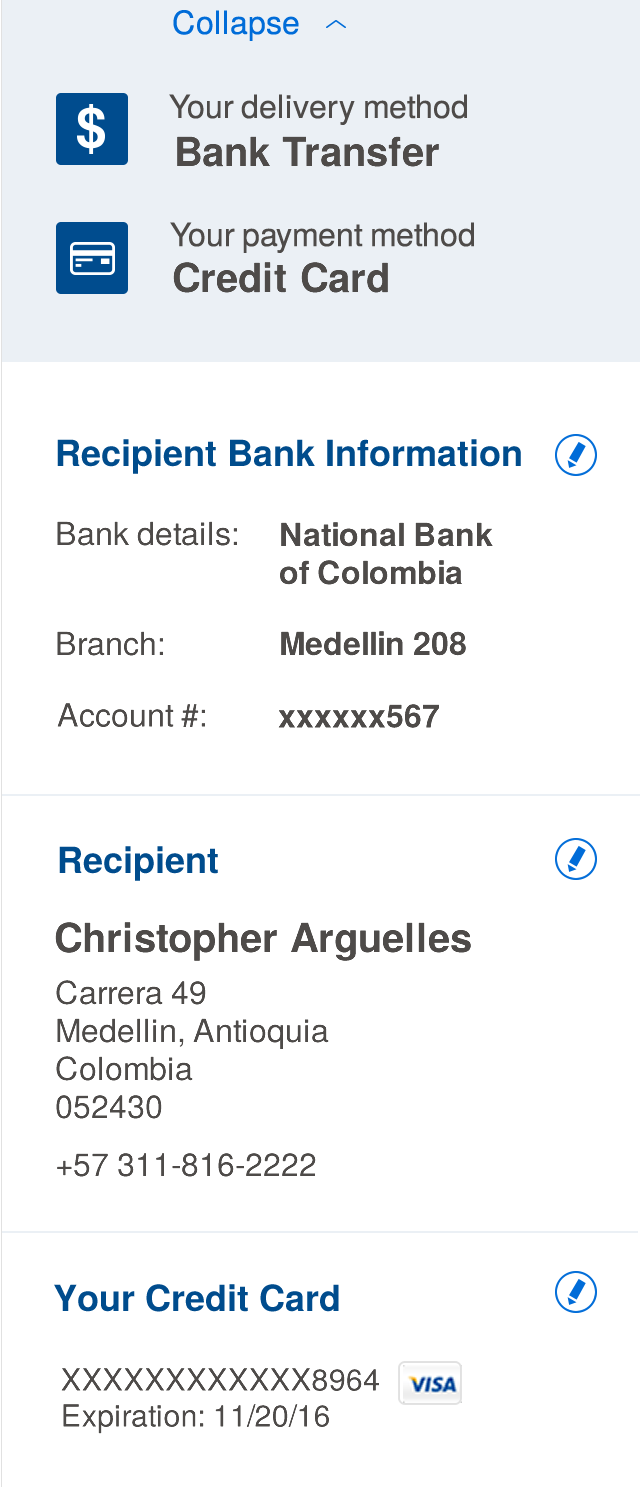 Collapse
$
Your delivery method
Bank Transfer
Your payment method
Credit Card
Recipient Bank Information
Bank details: National Bank
of Colombia
Branch: Medellin 208
Account #: xxxxxx567
Recipient
Christopher Arguelles
Carrera 49
Medellin, Antioquia
Colombia
052430
+57 311-816-2222
Your Credit Card
XXXXXXXXXXXX8964 VISA
Expiration: 11/20/16